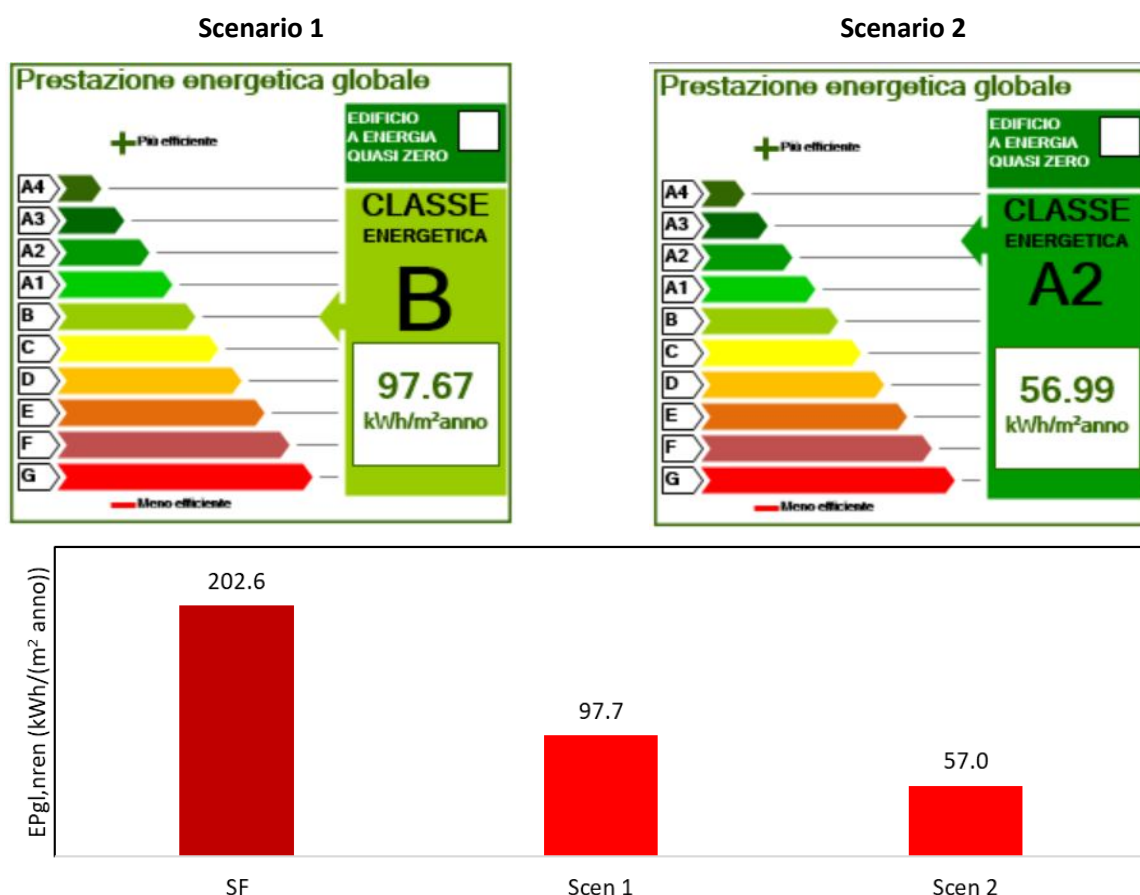 Scenario 1
Scenario 2
Prestazione energetica globale
Più efficiente
EDIFICIO
A ENERGIA
QUASI ZERO
A4
A3
A2
A1
B
C
D
E
F
G
CLASSE
ENERGETICA
B
97.67
kWh/m²anno
Meno efficiente
Prestazione energetica globale
Più efficiente
EDIFICIO
A ENERGIA
QUASI ZERO
A4
A3
A2
A1
B
C
D
E
F
G
CLASSE
ENERGETICA
A2
56.99
kWh/m²anno
Meno efficiente
EPgl,nren (kWh/(m² anno))
202.6
97.7
57.0
SF
Scen 1
Scen 2